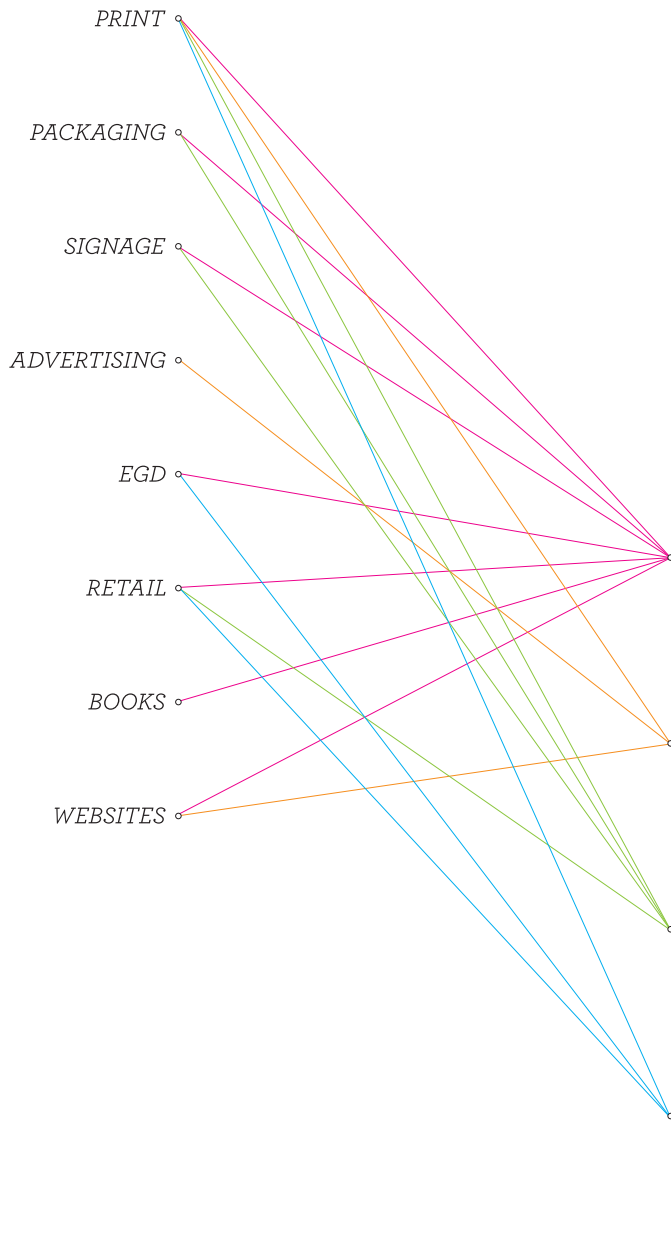 PRINT
PACKAGING
SIGNAGE
ADVERTISING
EGD
RETAIL
BOOKS
WEBSITES